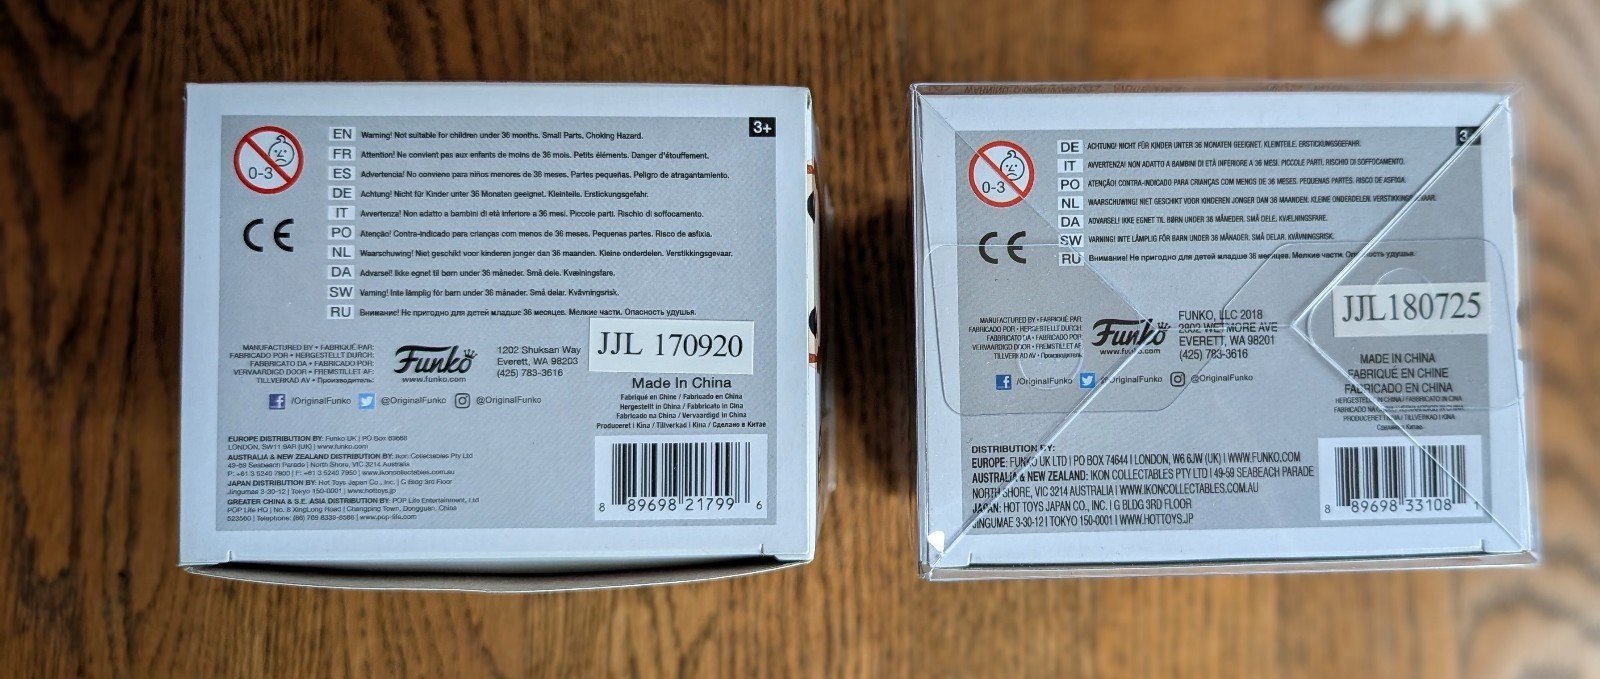 3+
0-3
EN Warning! Not suitable for children under 36 months. Small Parts. Choking Hazard.
FR Attention! Ne convient pas aux enfants de moins de 36 mois. Petits éléments. Danger d'étouffement.
ES Advertencia! No conviene para niños menores de 36 meses. Partes pequeñas. Peligro de atragantamiento.
DE Achtung! Nicht für Kinder unter 36 Monaten geeignet. Kleinteile. Erstickungsgefahr.
IT Avvertenza! Non adatto a bambini di età inferiore a 36 mesi. Piccole parti. Rischio di soffocamento.
PO Atenção! Contra-indicado para crianças com menos de 36 meses. Pequenas partes. Risco de asfixia.
NL Waarschuwing! Niet geschikt voor kinderen jonger dan 36 maanden. Kleine onderdelen. Verstikkingsgevaar.
DA Advarsel! Ikke egnet til børn under 36 måneder. Små dele. Kvælningsfare.
SW Varning! Inte lämplig för barn under 36 månader. Små delar. Kvävningsrisk.
RU Внимание! Не пригодно для детей младше 36 месяцев. Мелкие части. Опасность удушья.
CE
MANUFACTURED BY • FABRIQUÉ PAR:
FABRICADO POR • HERGESTELLT DURCH:
FABBRICATO DA • FABRICADO POR:
VERVAARDIGD DOOR • FREMSTILLET AF:
TILLVERKAD AV • Производитель:
Funko
www.funko.com
1202 Shuksan Way
Everett, WA 98203
(425) 783-3616
JJL 170920
Made In China
Fabriqué en Chine / Fabricado en China
Hergestellt in China / Fabbricato in Cina
Fabricado na China / Vervaardigd in China
Produceret i Kina / Tillverkad i Kina / Сделано в Китае
/OriginalFunko @OriginalFunko @OriginalFunko
EUROPE DISTRIBUTION BY: Funko UK | PO Box 69668
LONDON, SW11 9AR (UK) | www.funko.com
AUSTRALIA & NEW ZEALAND DISTRIBUTION BY: Ikon Collectables Pty Ltd
49-59 Seabeach Parade | North Shore, VIC 3214 Australia
P: +61 3 5240 7900 | F: +61 3 5240 7950 | www.ikoncollectables.com.au
JAPAN DISTRIBUTION BY: Hot Toys Japan Co., Inc. | G Bldg 3rd Floor
Jingumae 3-30-12 | Tokyo 150-0001 | www.hottoys.jp
GREATER CHINA & S.E. ASIA DISTRIBUTION BY: POP Life Entertainment, Ltd
POP Life HQ | No. 8 XingLong Road | Changping Town, Dongguan, China
523560 | Telephone: (86) 769 8339-6586 | www.pop-life.com
8 89698 21799 6
3+
0-3
DE ACHTUNG! NICHT FÜR KINDER UNTER 36 MONATEN GEEIGNET. KLEINTEILE. ERSTICKUNGSGEFAHR.
IT AVVERTENZA! NON ADATTO A BAMBINI DI ETÀ INFERIORE A 36 MESI. PICCOLE PARTI. RISCHIO DI SOFFOCAMENTO.
PO ATENÇÃO! CONTRA-INDICADO PARA CRIANÇAS COM MENOS DE 36 MESES. PEQUENAS PARTES. RISCO DE ASFIXIA.
NL WAARSCHUWING! NIET GESCHIKT VOOR KINDEREN JONGER DAN 36 MAANDEN. KLEINE ONDERDELEN. VERSTIKKINGSGEVAAR.
DA ADVARSEL! IKKE EGNET TIL BØRN UNDER 36 MÅNEDER. SMÅ DELE. KVÆLNINGSFARE.
SW VARNING! INTE LÄMPLIG FÖR BARN UNDER 36 MÅNADER. SMÅ DELAR. KVÄVNINGSRISK.
RU Внимание! Не пригодно для детей младше 36 месяцев. Мелкие части. Опасность удушья.
CE
MANUFACTURED BY • FABRIQUÉ PAR:
FABRICADO POR • HERGESTELLT DURCH:
FABBRICATO DA • FABRICADO POR:
VERVAARDIGD DOOR • FREMSTILLET AF:
TILLVERKAD AV • Производитель:
Funko
www.funko.com
FUNKO, LLC 2018
2802 WETMORE AVE
EVERETT, WA 98201
(425) 783-3616
JJL180725
MADE IN CHINA
FABRIQUÉ EN CHINE
FABRICADO EN CHINA
HERGESTELLT IN CHINA / FABBRICATO IN CINA
FABRICADO NA CHINA / VERVAARDIGD IN CHINA
PRODUCERET I KINA / TILLVERKAD I KINA
Сделано в Китае
/OriginalFunko @OriginalFunko @OriginalFunko
DISTRIBUTION BY:
EUROPE: FUNKO UK LTD | PO BOX 74644 | LONDON, W6 6JW (UK) | WWW.FUNKO.COM
AUSTRALIA & NEW ZEALAND: IKON COLLECTABLES PTY LTD | 49-59 SEABEACH PARADE
NORTH SHORE, VIC 3214 AUSTRALIA | WWW.IKONCOLLECTABLES.COM.AU
JAPAN: HOT TOYS JAPAN CO., INC. | G BLDG 3RD FLOOR
JINGUMAE 3-30-12 | TOKYO 150-0001 | WWW.HOTTOYS.JP
8 89698 33108 1